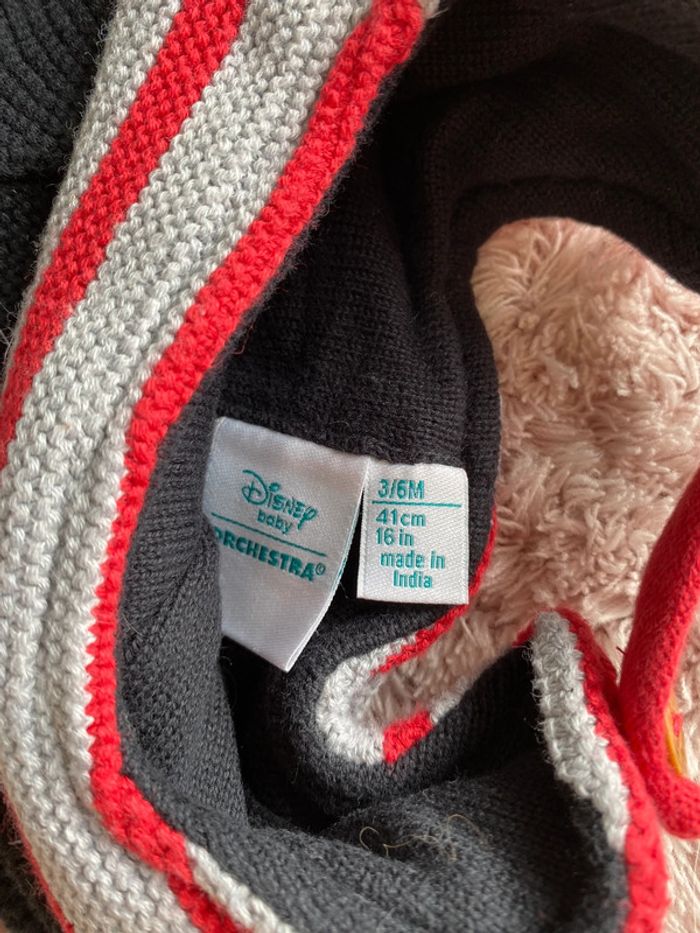 Disney
baby
ORCHESTRA®
3/6M
41cm
16 in
made in
India